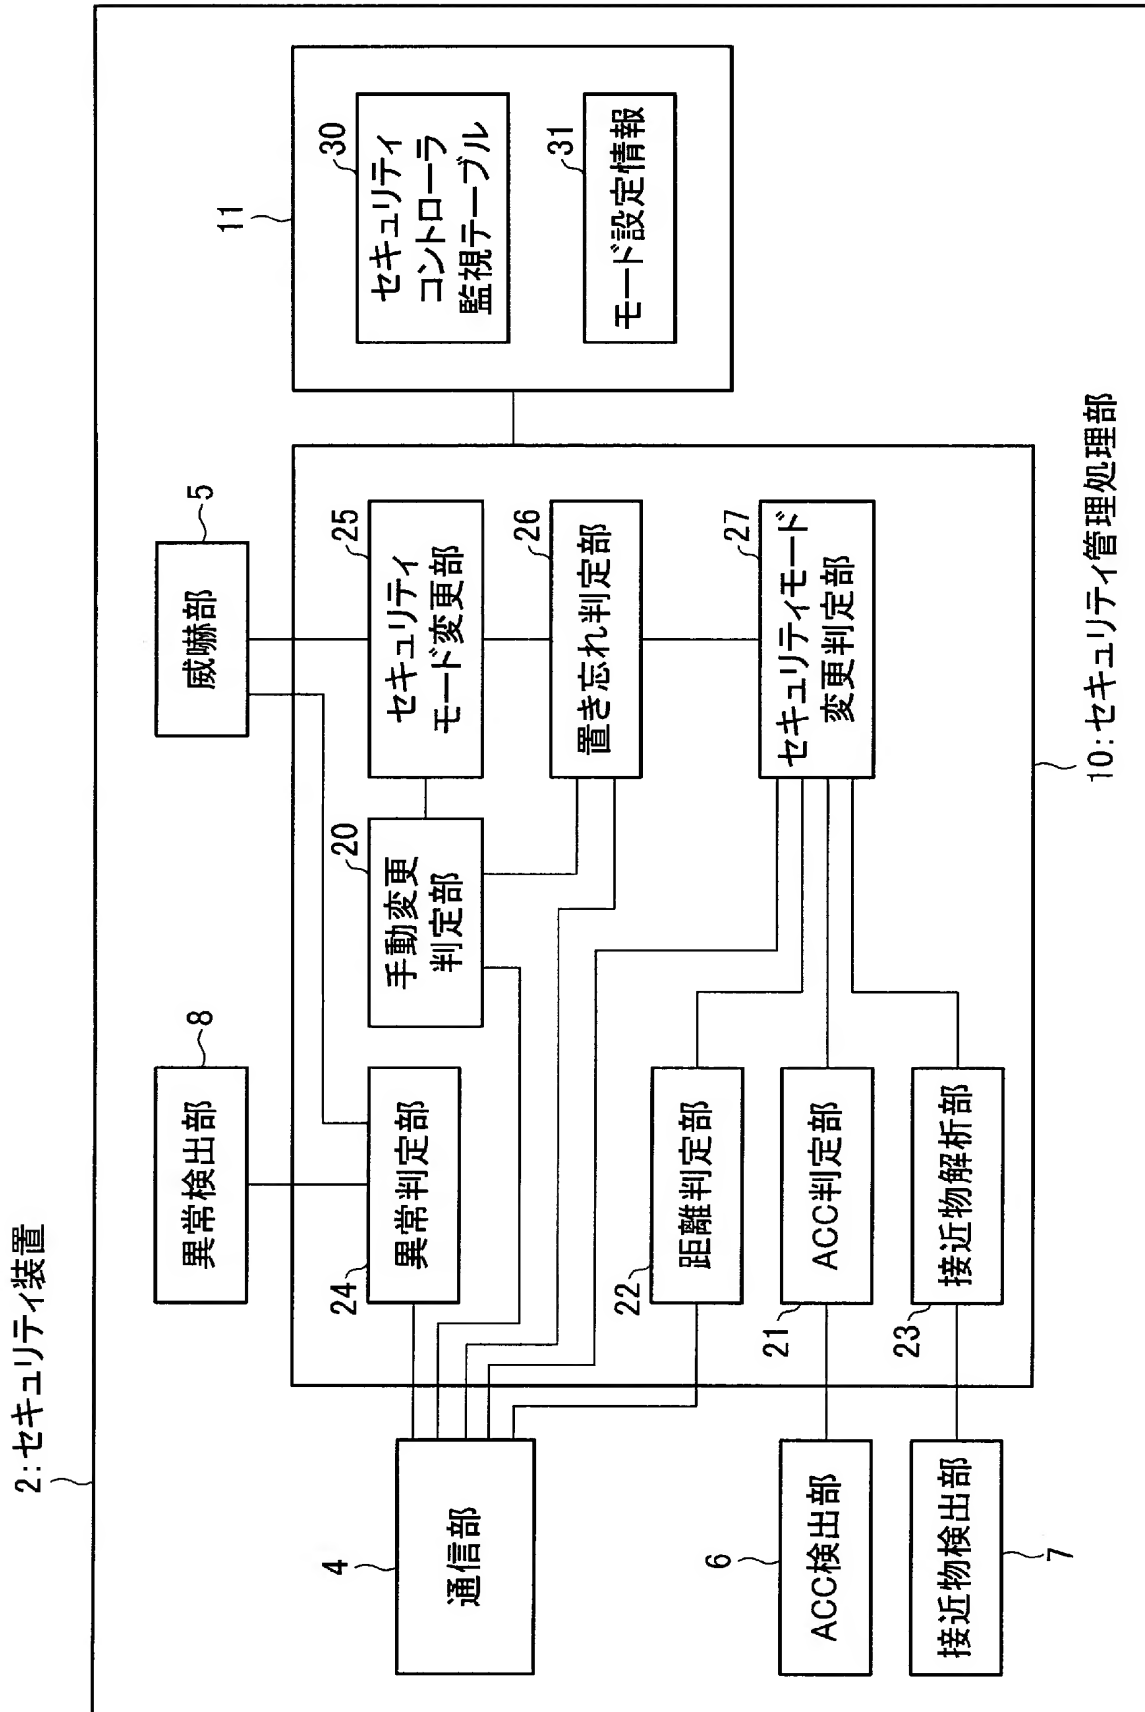 2:セキュリティ装置
異常検出部
8
威嚇部
5
11
セキュリティ
コントローラ
監視テーブル
30
モード設定情報
31
通信部
4
異常判定部
24
手動変更
判定部
20
セキュリティ
モード変更部
25
置き忘れ判定部
26
距離判定部
22
セキュリティモード
変更判定部
27
ACC検出部
6
ACC判定部
21
接近物検出部
7
接近物解析部
23
10:セキュリティ管理処理部